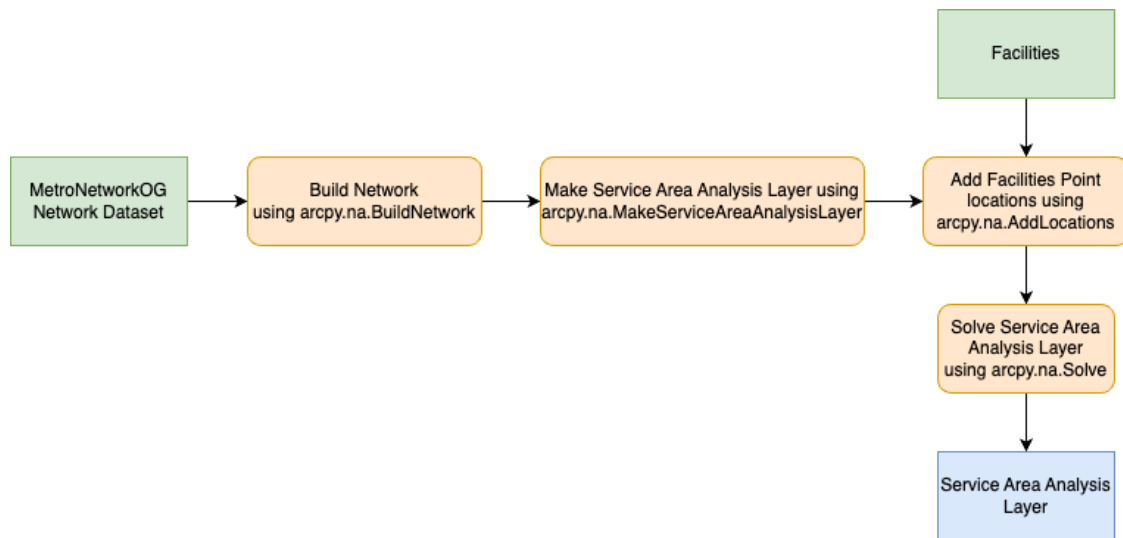 Facilities
MetroNetworkOG
Network Dataset
Build Network
using arcpy.na.BuildNetwork
Make Service Area Analysis Layer using
arcpy.na.MakeServiceAreaAnalysisLayer
Add Facilities Point
locations using
arcpy.na.AddLocations
Solve Service Area
Analysis Layer
using arcpy.na.Solve
Service Area Analysis
Layer